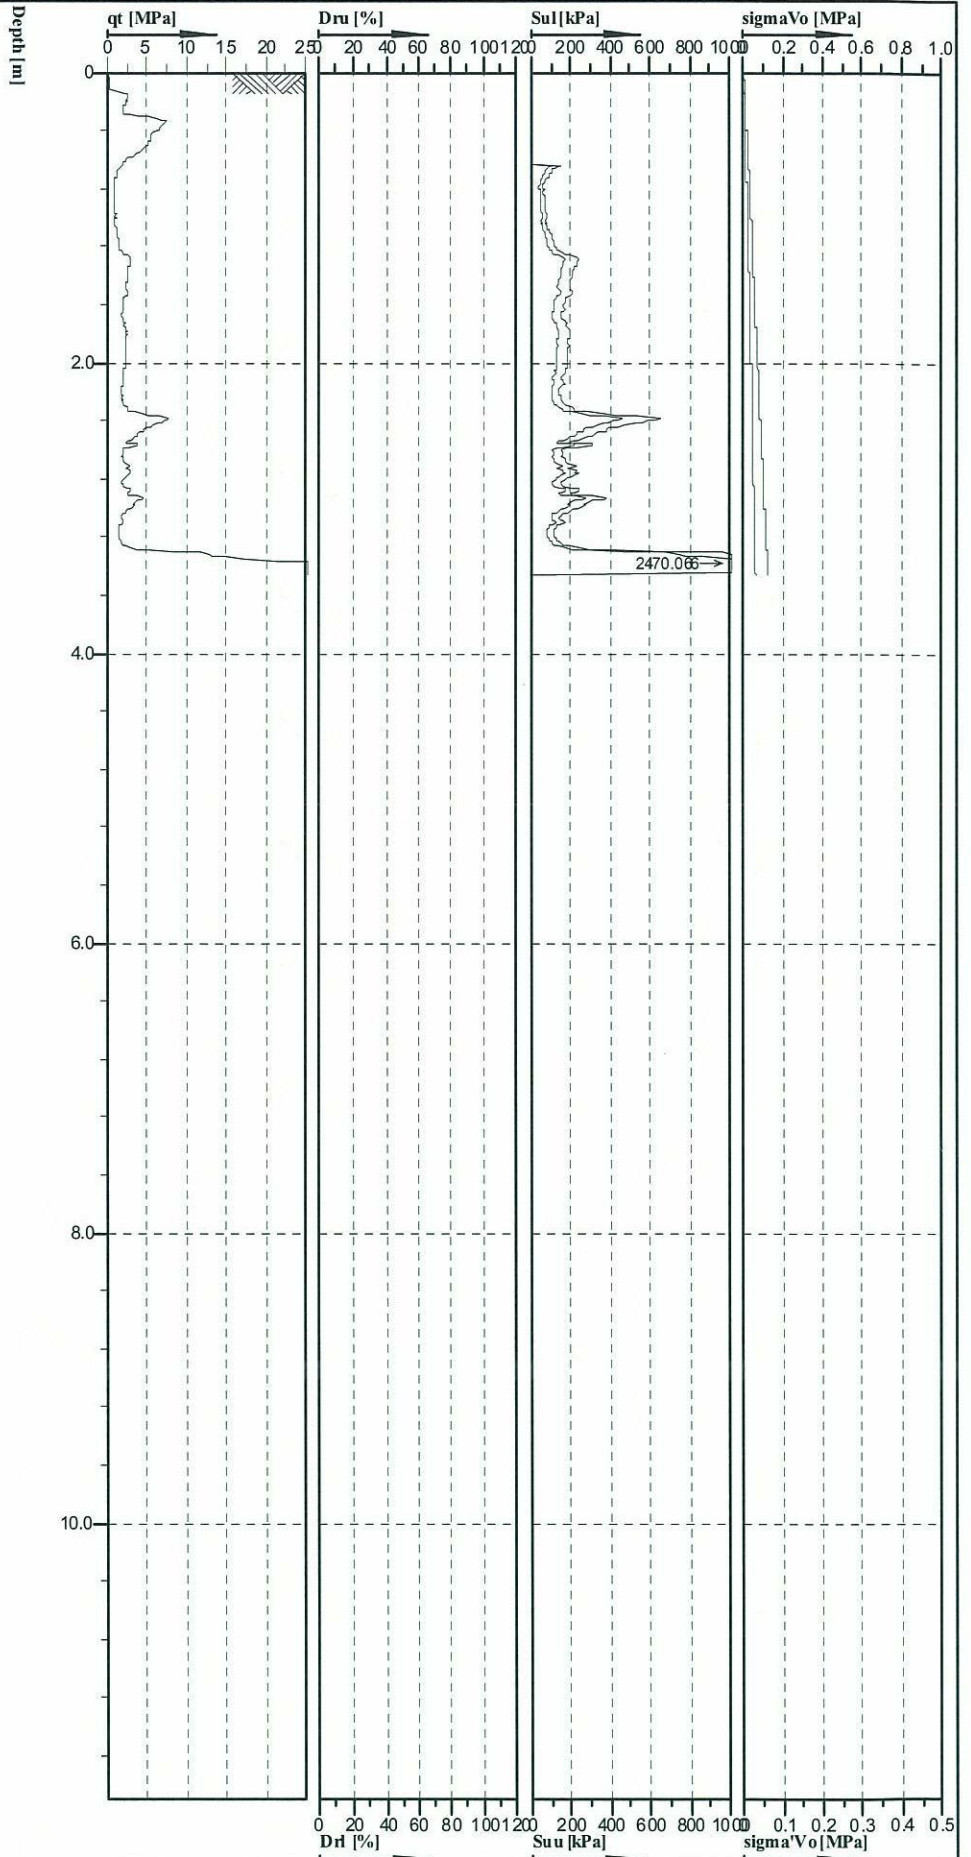 Depth [m]
qt [MPa] Dru [%] Sul [kPa] sigmaVo [MPa]
0 5 10 15 20 25 0 20 40 60 80 100 120 0 200 400 600 800 1000 0 0.2 0.4 0.6 0.8 1.0
0
2.0
2470.066
4.0
6.0
8.0
10.0
0 20 40 60 80 100 120 0 200 400 600 800 1000 0 0.1 0.2 0.3 0.4 0.5
Drl [%] Suu [kPa] sigma'Vo [MPa]